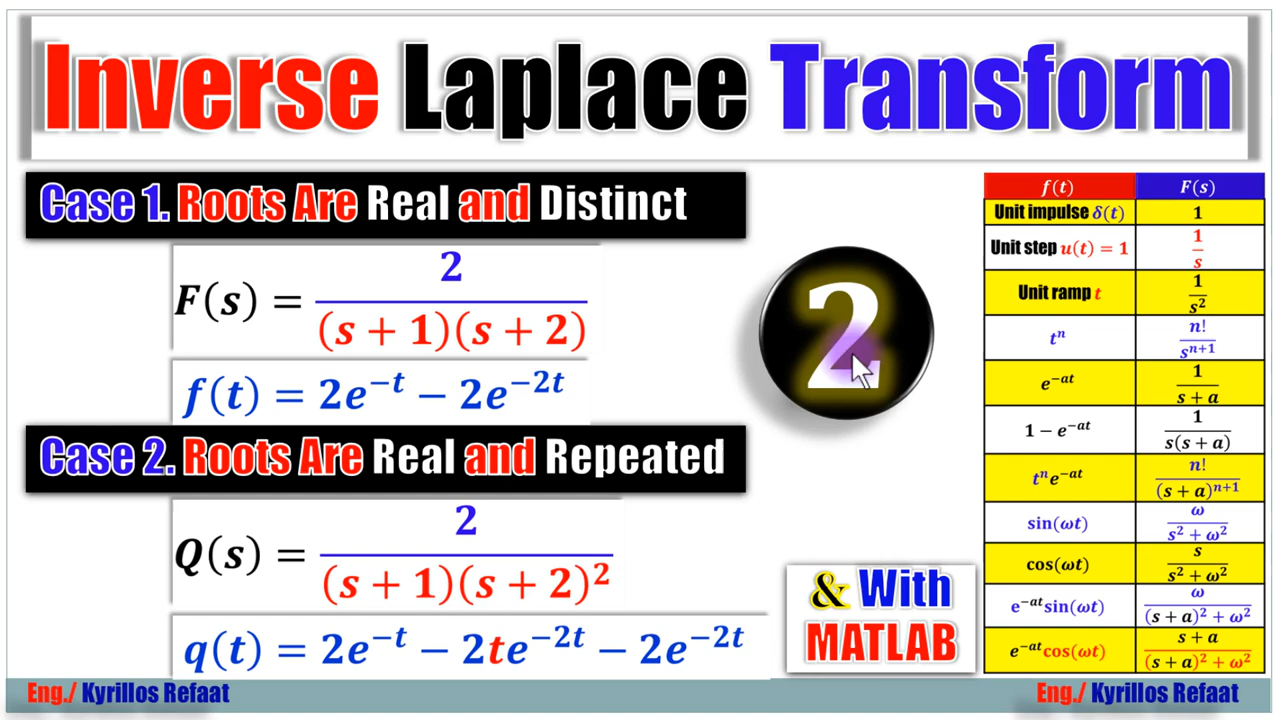 Inverse Laplace Transform
Case 1. Roots Are Real and Distinct
F(s) = 2 / (s + 1)(s + 2)
f(t) = 2e^{−t} − 2e^{−2t}
Case 2. Roots Are Real and Repeated
Q(s) = 2 / (s + 1)(s + 2)^2
q(t) = 2e^{−t} − 2te^{−2t} − 2e^{−2t}
2
& With
MATLAB
f(t) F(s)
Unit impulse δ(t) 1
Unit step u(t) = 1 1/s
Unit ramp t 1/s^2
t^n n!/s^{n+1}
e^{−at} 1/(s + a)
1 − e^{−at} 1/s(s + a)
t^n e^{−at} n!/(s + a)^{n+1}
sin(ωt) ω/(s^2 + ω^2)
cos(ωt) s/(s^2 + ω^2)
e^{−at}sin(ωt) ω/((s + a)^2 + ω^2)
e^{−at}cos(ωt) (s + a)/((s + a)^2 + ω^2)
Eng./ Kyrillos Refaat
Eng./ Kyrillos Refaat